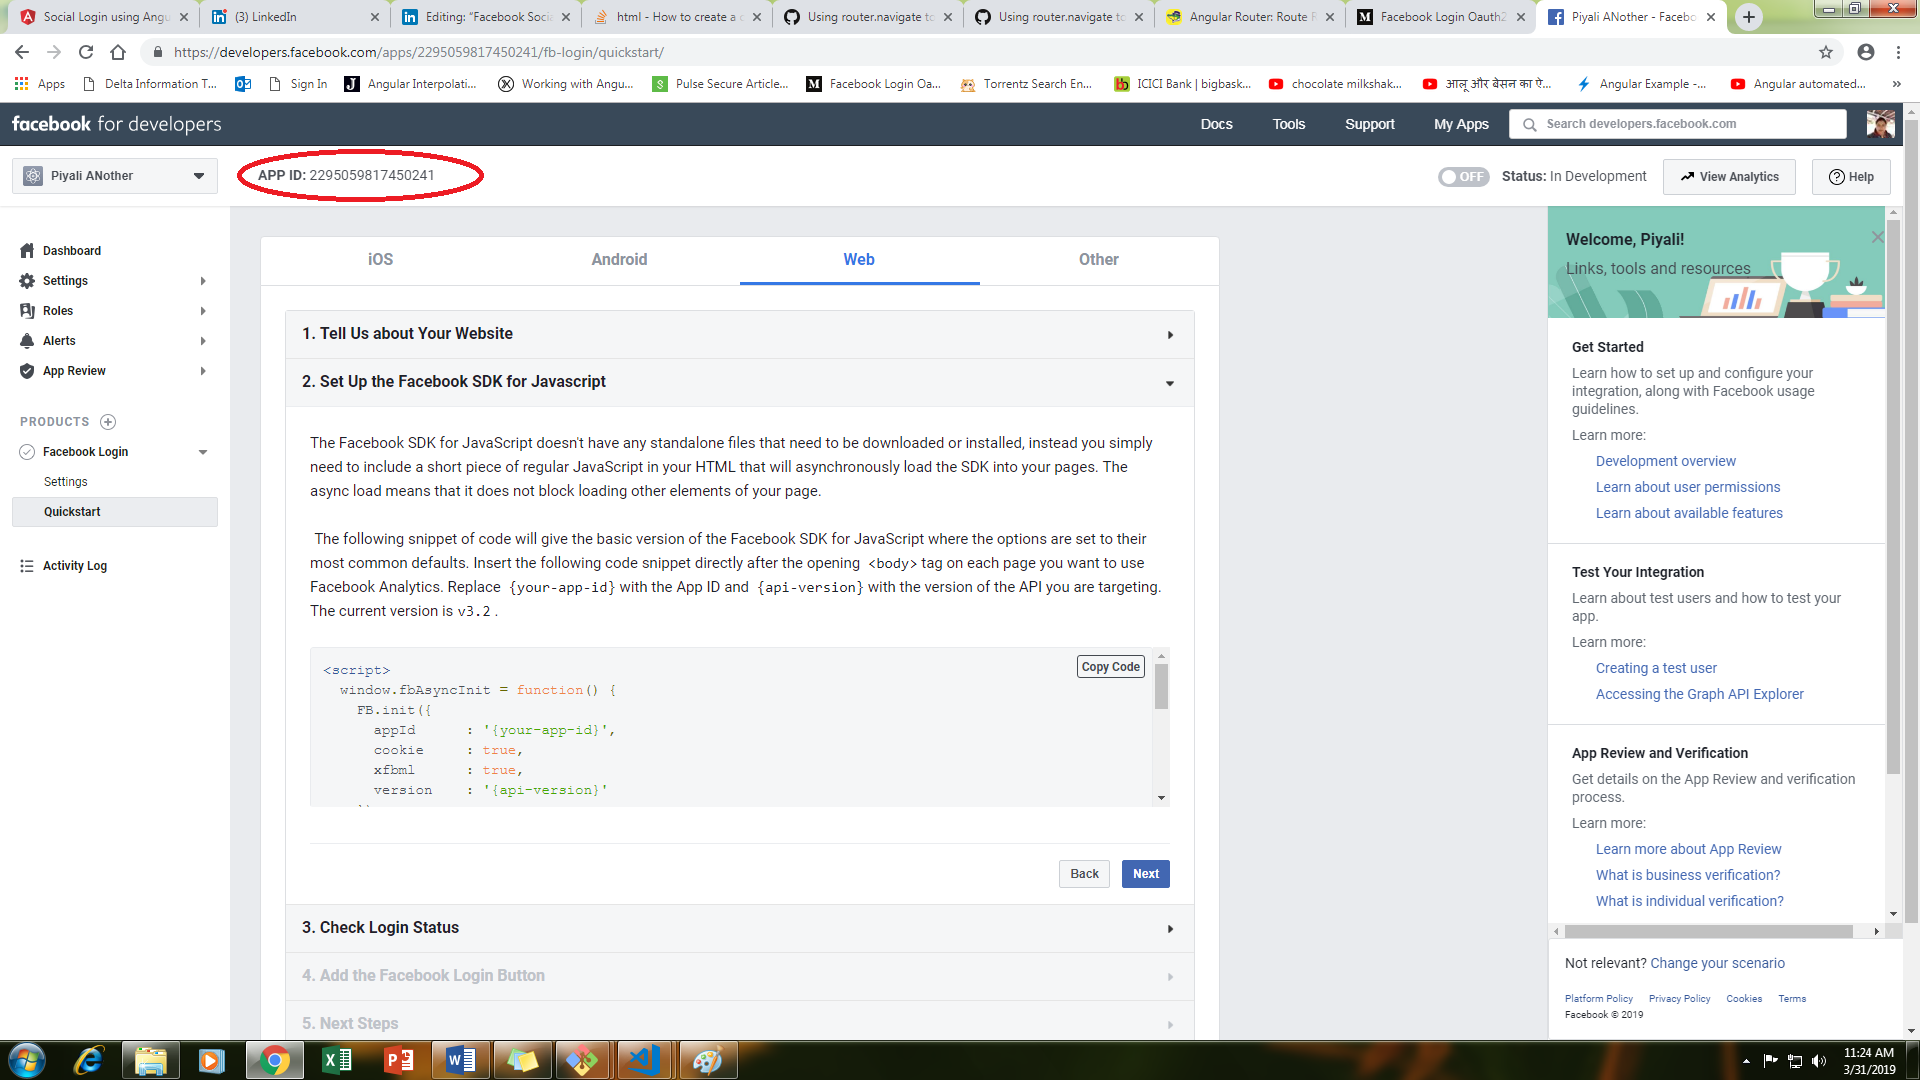 Social Login using Angu
(3) LinkedIn
Editing: "Facebook Socia
html - How to create a c
Using router.navigate to
Using router.navigate to
Angular Router: Route P
Facebook Login Oauth2
Piyali ANother - Facebo
https://developers.facebook.com/apps/2295059817450241/fb-login/quickstart/
Apps
Delta Information T...
Sign In
Angular Interpolati...
Working with Angu...
Pulse Secure Article...
Facebook Login Oa...
Torrentz Search En...
ICICI Bank | bigbask...
chocolate milkshak...
आलू और बेसन का ऐ...
Angular Example -...
Angular automated...
facebook for developers
Docs
Tools
Support
My Apps
Search developers.facebook.com
Piyali ANother
APP ID: 2295059817450241
OFF
Status: In Development
View Analytics
Help
Dashboard
Settings
Roles
Alerts
App Review
PRODUCTS
Facebook Login
Settings
Quickstart
Activity Log
iOS
Android
Web
Other
1. Tell Us about Your Website
2. Set Up the Facebook SDK for Javascript
The Facebook SDK for JavaScript doesn't have any standalone files that need to be downloaded or installed, instead you simply
need to include a short piece of regular JavaScript in your HTML that will asynchronously load the SDK into your pages. The
async load means that it does not block loading other elements of your page.
The following snippet of code will give the basic version of the Facebook SDK for JavaScript where the options are set to their
most common defaults. Insert the following code snippet directly after the opening <body> tag on each page you want to use
Facebook Analytics. Replace {your-app-id} with the App ID and {api-version} with the version of the API you are targeting.
The current version is v3.2 .
Copy Code
<script>
window.fbAsyncInit = function() {
FB.init({
appId : '{your-app-id}',
cookie : true,
xfbml : true,
version : '{api-version}'
Back
Next
3. Check Login Status
4. Add the Facebook Login Button
5. Next Steps
Welcome, Piyali!
Links, tools and resources
Get Started
Learn how to set up and configure your
integration, along with Facebook usage
guidelines.
Learn more:
Development overview
Learn about user permissions
Learn about available features
Test Your Integration
Learn about test users and how to test your
app.
Learn more:
Creating a test user
Accessing the Graph API Explorer
App Review and Verification
Get details on the App Review and verification
process.
Learn more:
Learn more about App Review
What is business verification?
What is individual verification?
Not relevant? Change your scenario
Platform Policy
Privacy Policy
Cookies
Terms
Facebook © 2019
11:24 AM
3/31/2019